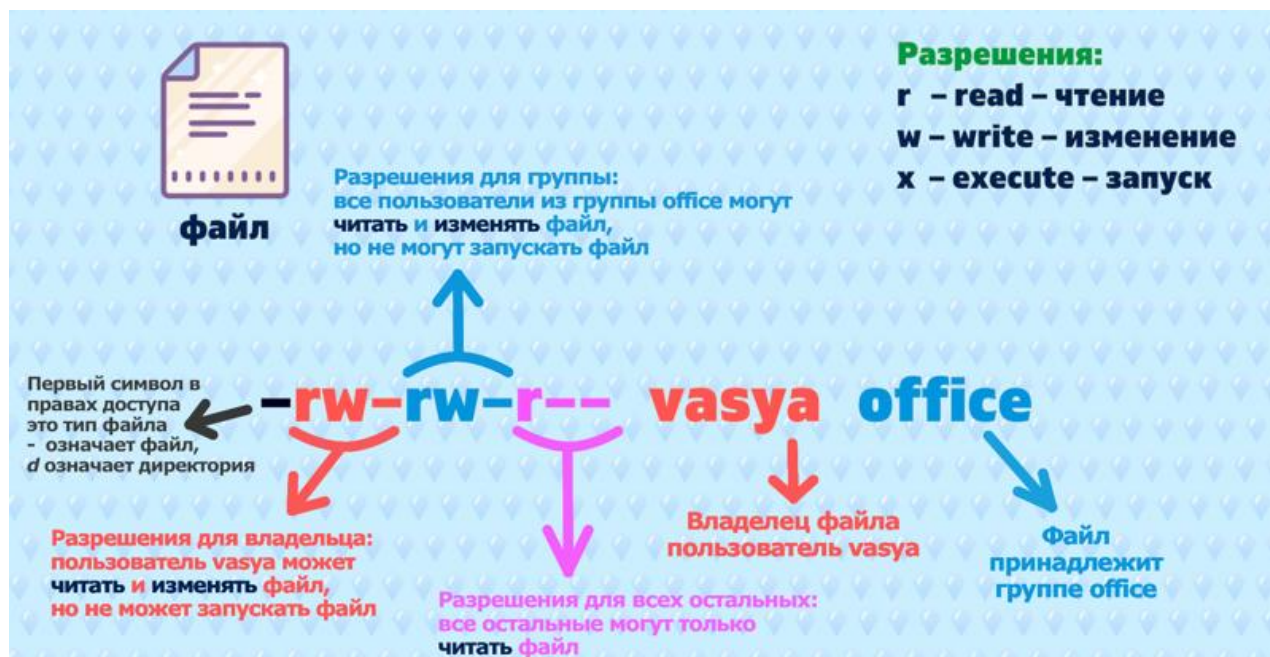 Разрешения:
r – read – чтение
w – write – изменение
x – execute – запуск
файл
Разрешения для группы:
все пользователи из группы office могут
читать и изменять файл,
но не могут запускать файл
Первый символ в
правах доступа
это тип файла
- означает файл,
d означает директория
-rw-rw-r-- vasya office
Разрешения для владельца:
пользователь vasya может
читать и изменять файл,
но не может запускать файл
Разрешения для всех остальных:
все остальные могут только
читать файл
Владелец файла
пользователь vasya
Файл
принадлежит
группе office